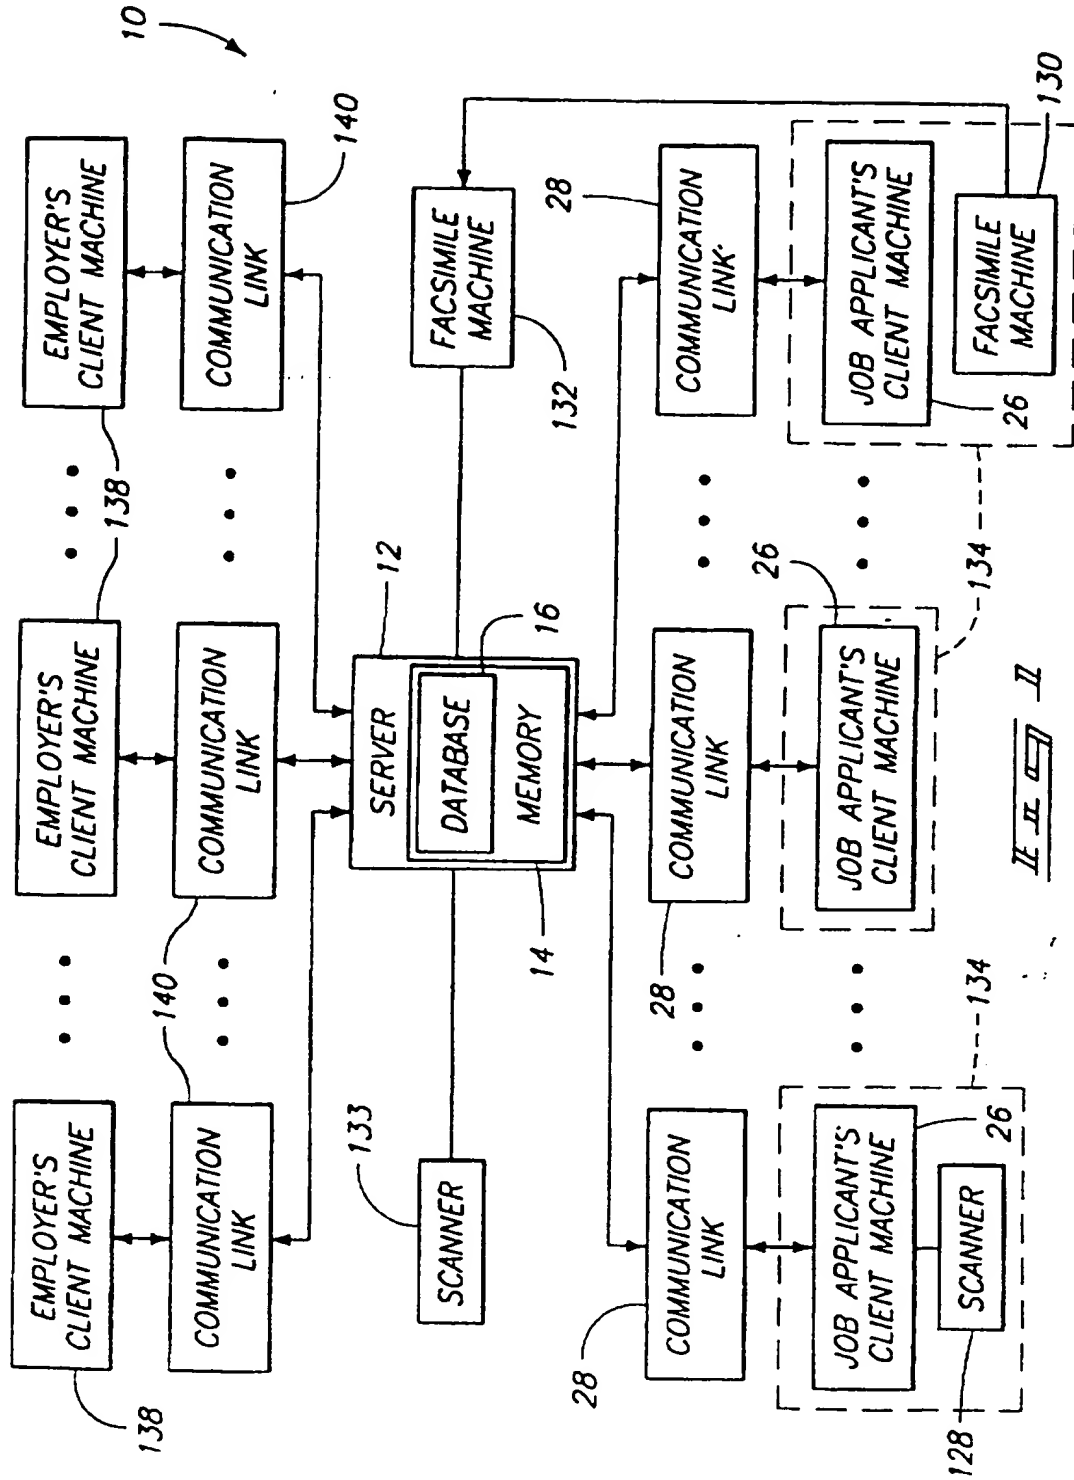 10
EMPLOYER'S
CLIENT MACHINE
EMPLOYER'S
CLIENT MACHINE
EMPLOYER'S
CLIENT MACHINE
138
138
COMMUNICATION
LINK
COMMUNICATION
LINK
COMMUNICATION
LINK
140
140
133
SCANNER
SERVER
12
DATABASE
16
MEMORY
14
FACSIMILE
MACHINE
132
28
COMMUNICATION
LINK
28
COMMUNICATION
LINK
28
COMMUNICATION
LINK
JOB APPLICANT'S
CLIENT MACHINE
26
SCANNER
128
134
JOB APPLICANT'S
CLIENT MACHINE
26
134
JOB APPLICANT'S
CLIENT MACHINE
26
FACSIMILE
MACHINE
130
Fig 1